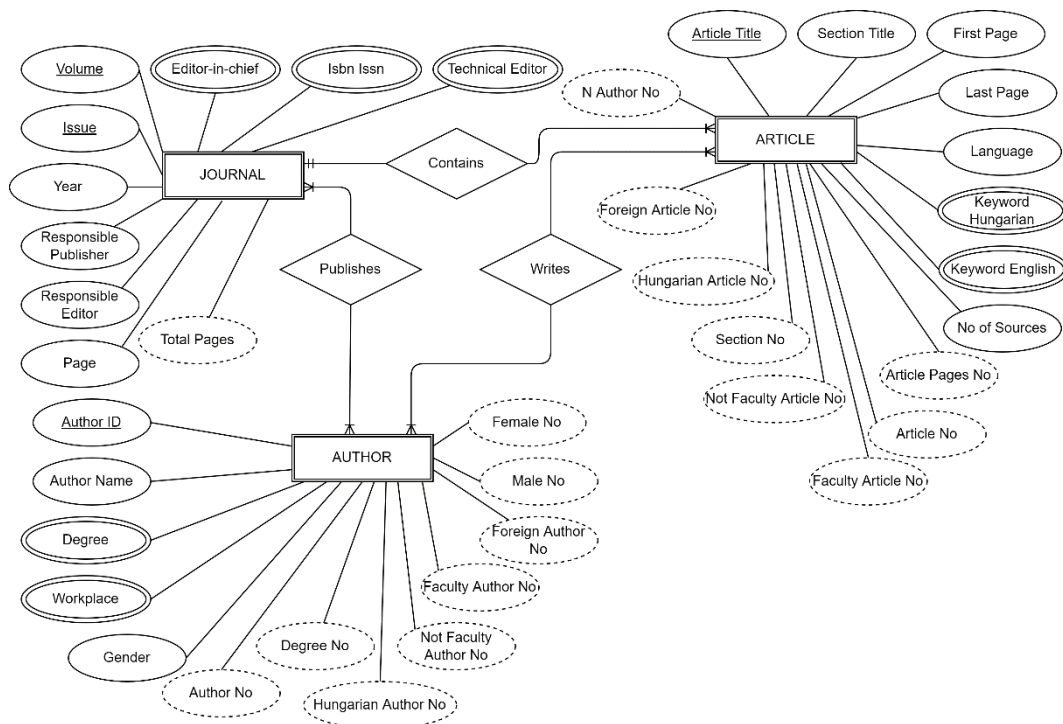 Article Title
Section Title
First Page
Volume
Editor-in-chief
Isbn Issn
Technical Editor
N Author No
Last Page
Issue
JOURNAL
Contains
ARTICLE
Language
Year
Foreign Article No
Keyword
Hungarian
Responsible
Publisher
Publishes
Writes
Hungarian Article No
Keyword English
Responsible
Editor
Total Pages
Section No
No of Sources
Page
Not Faculty Article No
Article Pages No
Author ID
Female No
Article No
AUTHOR
Author Name
Male No
Faculty Article No
Degree
Foreign Author
No
Workplace
Faculty Author No
Gender
Degree No
Not Faculty
Author No
Author No
Hungarian Author No